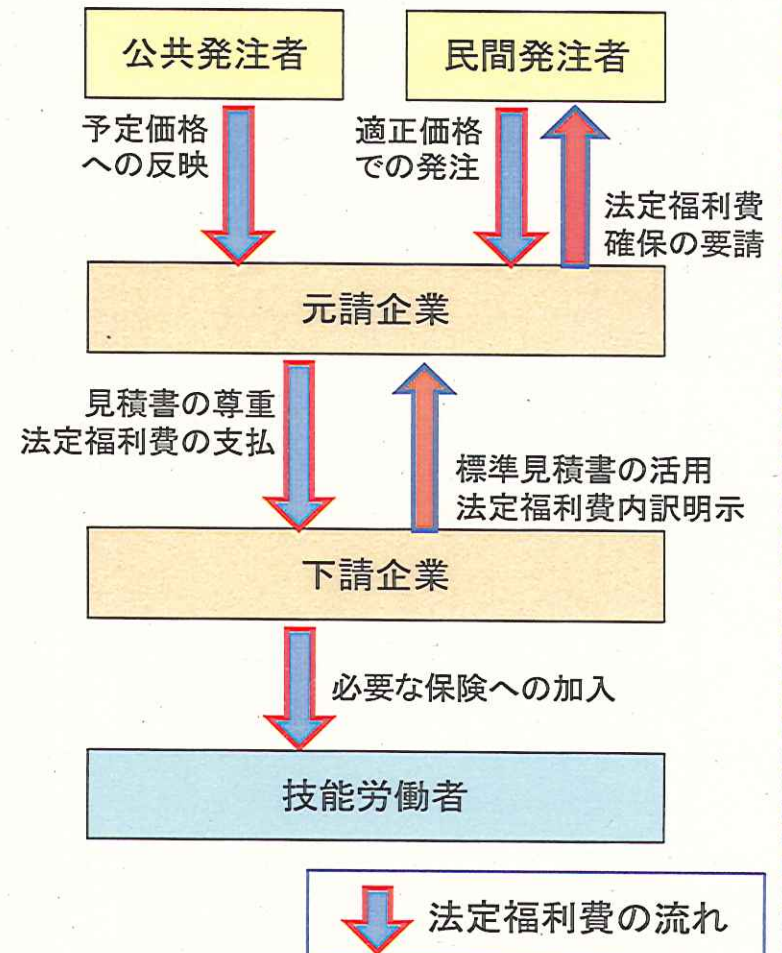 公共発注者
民間発注者
予定価格
への反映
適正価格
での発注
法定福利費
確保の要請
元請企業
見積書の尊重
法定福利費の支払
標準見積書の活用
法定福利費内訳明示
下請企業
必要な保険への加入
技能労働者
法定福利費の流れ